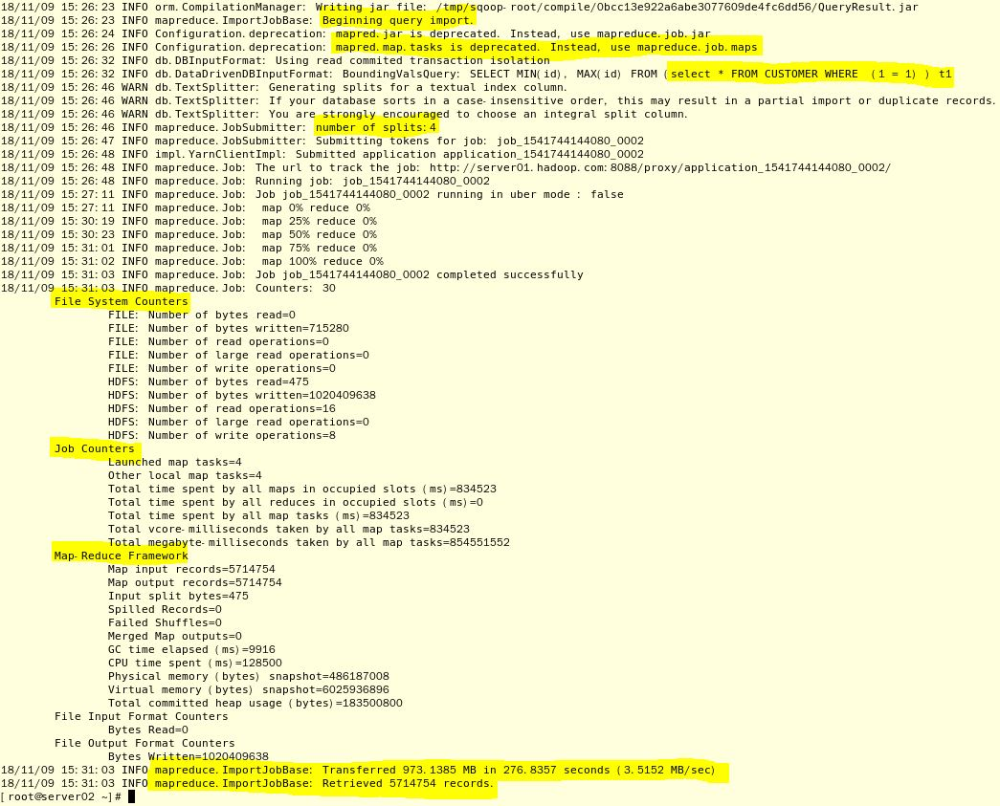 18/11/09 15:26:23 INFO orm.CompilationManager: Writing jar file: /tmp/sqoop-root/compile/0bcc13e922a6abe3077609de4fc6dd56/QueryResult.jar
18/11/09 15:26:23 INFO mapreduce.ImportJobBase: Beginning query import.
18/11/09 15:26:24 INFO Configuration.deprecation: mapred.jar is deprecated. Instead, use mapreduce.job.jar
18/11/09 15:26:26 INFO Configuration.deprecation: mapred.map.tasks is deprecated. Instead, use mapreduce.job.maps
18/11/09 15:26:32 INFO db.DBInputFormat: Using read commited transaction isolation
18/11/09 15:26:32 INFO db.DataDrivenDBInputFormat: BoundingValsQuery: SELECT MIN(id), MAX(id) FROM (select * FROM CUSTOMER WHERE (1 = 1) ) t1
18/11/09 15:26:46 WARN db.TextSplitter: Generating splits for a textual index column.
18/11/09 15:26:46 WARN db.TextSplitter: If your database sorts in a case-insensitive order, this may result in a partial import or duplicate records.
18/11/09 15:26:46 WARN db.TextSplitter: You are strongly encouraged to choose an integral split column.
18/11/09 15:26:46 INFO mapreduce.JobSubmitter: number of splits:4
18/11/09 15:26:47 INFO mapreduce.JobSubmitter: Submitting tokens for job: job_1541744144080_0002
18/11/09 15:26:48 INFO impl.YarnClientImpl: Submitted application application_1541744144080_0002
18/11/09 15:26:48 INFO mapreduce.Job: The url to track the job: http://server01.hadoop.com:8088/proxy/application_1541744144080_0002/
18/11/09 15:26:48 INFO mapreduce.Job: Running job: job_1541744144080_0002
18/11/09 15:27:11 INFO mapreduce.Job: Job job_1541744144080_0002 running in uber mode : false
18/11/09 15:27:11 INFO mapreduce.Job:  map 0% reduce 0%
18/11/09 15:30:19 INFO mapreduce.Job:  map 25% reduce 0%
18/11/09 15:30:23 INFO mapreduce.Job:  map 50% reduce 0%
18/11/09 15:31:01 INFO mapreduce.Job:  map 75% reduce 0%
18/11/09 15:31:02 INFO mapreduce.Job:  map 100% reduce 0%
18/11/09 15:31:03 INFO mapreduce.Job: Job job_1541744144080_0002 completed successfully
18/11/09 15:31:03 INFO mapreduce.Job: Counters: 30
File System Counters
FILE: Number of bytes read=0
FILE: Number of bytes written=715280
FILE: Number of read operations=0
FILE: Number of large read operations=0
FILE: Number of write operations=0
HDFS: Number of bytes read=475
HDFS: Number of bytes written=1020409638
HDFS: Number of read operations=16
HDFS: Number of large read operations=0
HDFS: Number of write operations=8
Job Counters
Launched map tasks=4
Other local map tasks=4
Total time spent by all maps in occupied slots (ms)=834523
Total time spent by all reduces in occupied slots (ms)=0
Total time spent by all map tasks (ms)=834523
Total vcore-milliseconds taken by all map tasks=834523
Total megabyte-milliseconds taken by all map tasks=854551552
Map-Reduce Framework
Map input records=5714754
Map output records=5714754
Input split bytes=475
Spilled Records=0
Failed Shuffles=0
Merged Map outputs=0
GC time elapsed (ms)=9916
CPU time spent (ms)=128500
Physical memory (bytes) snapshot=486187008
Virtual memory (bytes) snapshot=6025936896
Total committed heap usage (bytes)=183500800
File Input Format Counters
Bytes Read=0
File Output Format Counters
Bytes Written=1020409638
18/11/09 15:31:03 INFO mapreduce.ImportJobBase: Transferred 973.1385 MB in 276.8357 seconds (3.5152 MB/sec)
18/11/09 15:31:03 INFO mapreduce.ImportJobBase: Retrieved 5714754 records.
[root@server02 ~]#